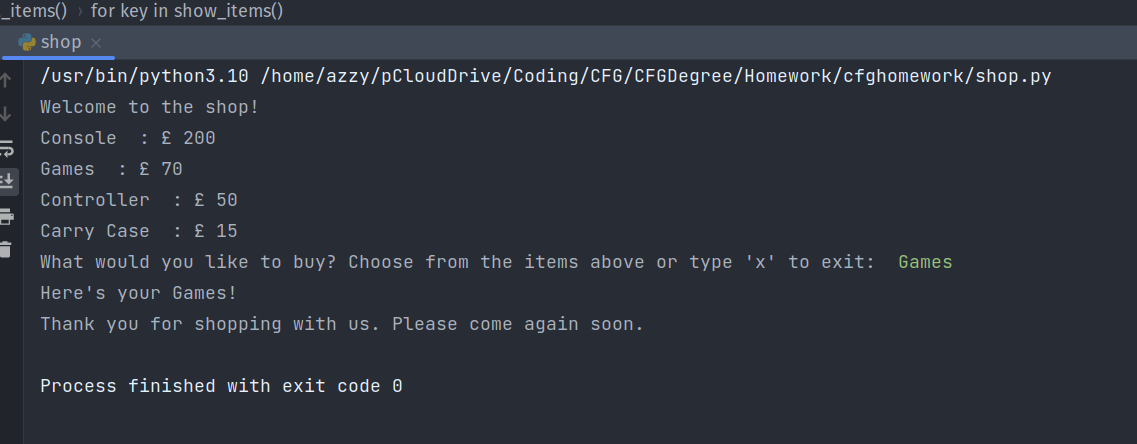 _items() › for key in show_items()
shop ×
/usr/bin/python3.10 /home/azzy/pCloudDrive/Coding/CFG/CFGDegree/Homework/cfghomework/shop.py
Welcome to the shop!
Console  : £ 200
Games  : £ 70
Controller  : £ 50
Carry Case  : £ 15
What would you like to buy? Choose from the items above or type 'x' to exit:  Games
Here's your Games!
Thank you for shopping with us. Please come again soon.
Process finished with exit code 0